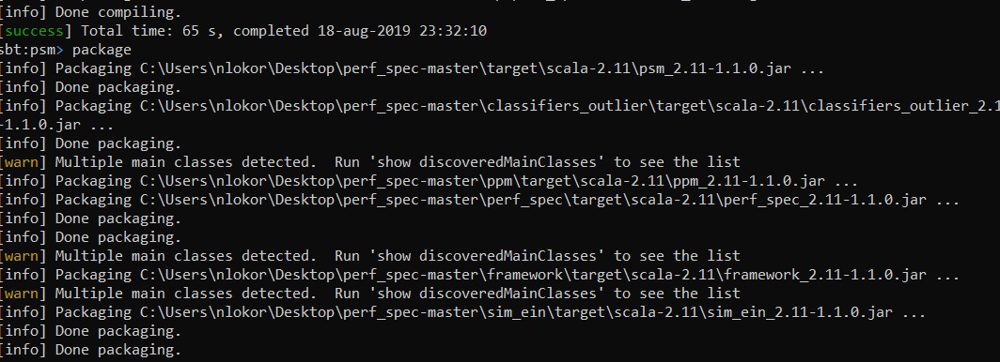 [info] Done compiling.
[success] Total time: 65 s, completed 18-aug-2019 23:32:10
sbt:psm> package
[info] Packaging C:\Users\nlokor\Desktop\perf_spec-master\target\scala-2.11\psm_2.11-1.1.0.jar ...
[info] Done packaging.
[info] Packaging C:\Users\nlokor\Desktop\perf_spec-master\classifiers_outlier\target\scala-2.11\classifiers_outlier_2.1
-1.1.0.jar ...
[info] Done packaging.
[warn] Multiple main classes detected.  Run 'show discoveredMainClasses' to see the list
[info] Packaging C:\Users\nlokor\Desktop\perf_spec-master\ppm\target\scala-2.11\ppm_2.11-1.1.0.jar ...
[info] Packaging C:\Users\nlokor\Desktop\perf_spec-master\perf_spec\target\scala-2.11\perf_spec_2.11-1.1.0.jar ...
[info] Done packaging.
[info] Done packaging.
[warn] Multiple main classes detected.  Run 'show discoveredMainClasses' to see the list
[info] Packaging C:\Users\nlokor\Desktop\perf_spec-master\framework\target\scala-2.11\framework_2.11-1.1.0.jar ...
[warn] Multiple main classes detected.  Run 'show discoveredMainClasses' to see the list
[info] Packaging C:\Users\nlokor\Desktop\perf_spec-master\sim_ein\target\scala-2.11\sim_ein_2.11-1.1.0.jar ...
[info] Done packaging.
[info] Done packaging.